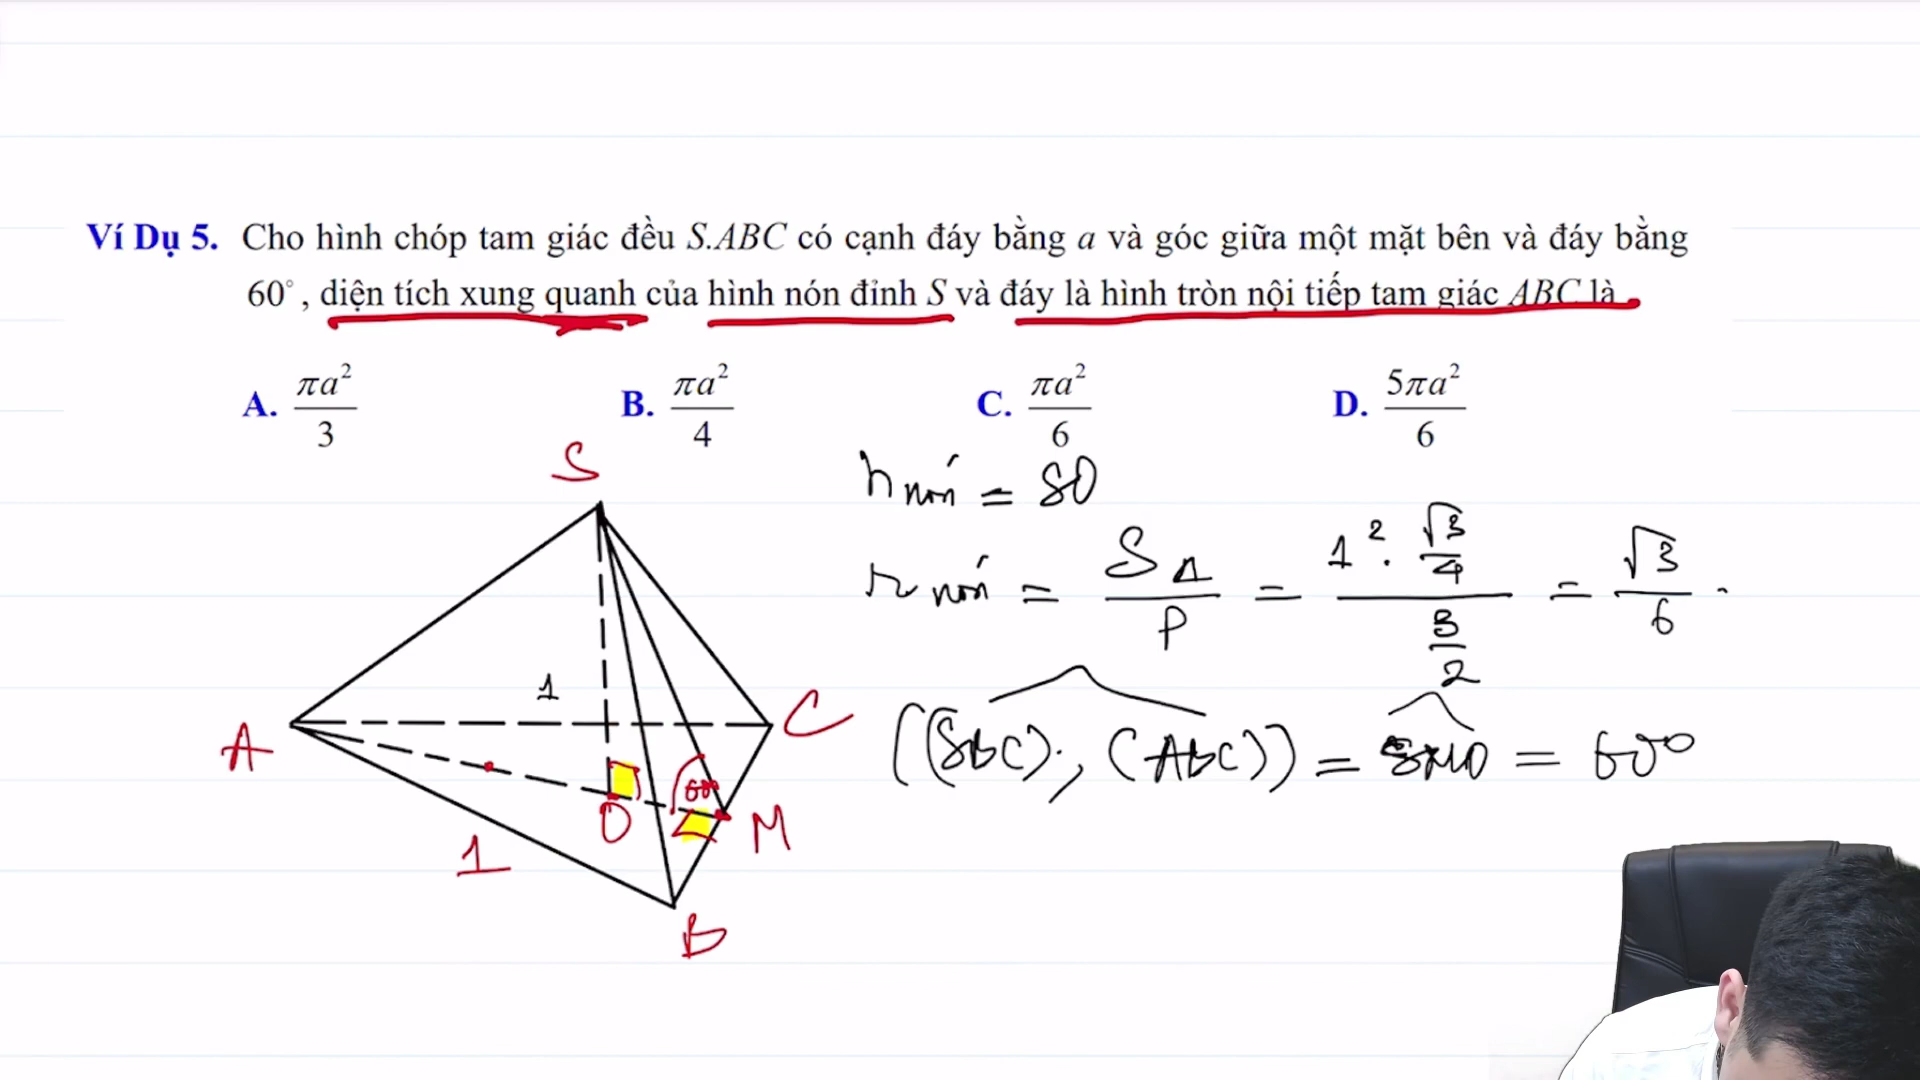 Ví Dụ 5. Cho hình chóp tam giác đều S.ABC có cạnh đáy bằng a và góc giữa một mặt bên và đáy bằng
60°, diện tích xung quanh của hình nón đỉnh S và đáy là hình tròn nội tiếp tam giác ABC là
A. πa²/3 B. πa²/4 C. πa²/6 D. 5πa²/6
S
h nón = SO
r nón = SΔ/P = (1² . √3/4)/(3/2) = √3/6 .
1
A
C
((SBC); (ABC)) = SMO = 60°
60°
O
M
1
B